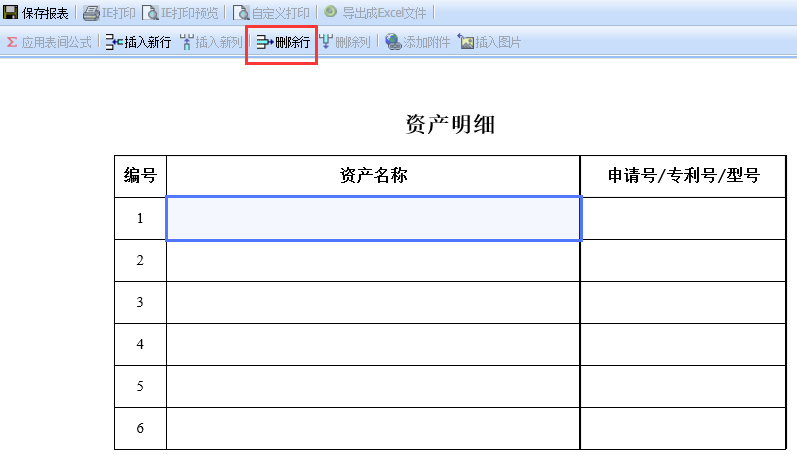 保存报表 IE打印 IE打印预览 自定义打印 导出成Excel文件
应用表间公式 插入新行 插入新列 删除行 删除列 添加附件 插入图片
资产明细
编号 资产名称 申请号/专利号/型号
1
2
3
4
5
6